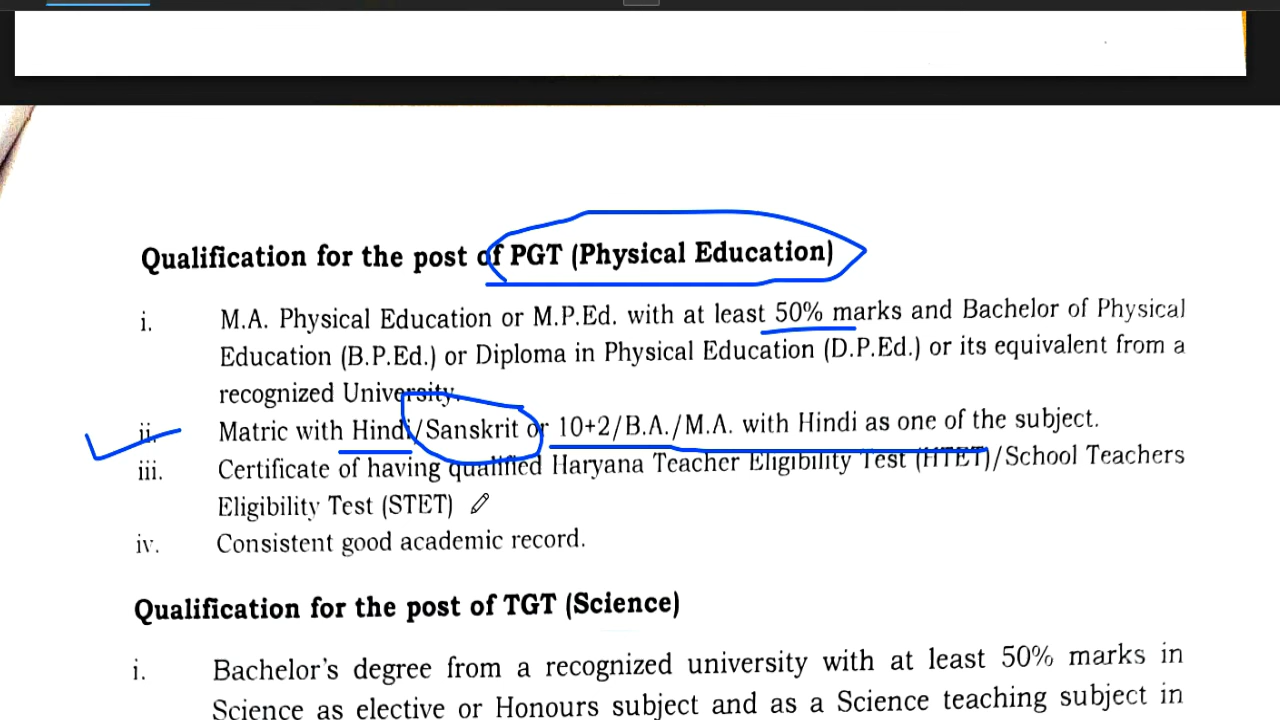 Qualification for the post of PGT (Physical Education)
i. M.A. Physical Education or M.P.Ed. with at least 50% marks and Bachelor of Physical
Education (B.P.Ed.) or Diploma in Physical Education (D.P.Ed.) or its equivalent from a
recognized University.
ii. Matric with Hindi/Sanskrit or 10+2/B.A./M.A. with Hindi as one of the subject.
iii. Certificate of having qualified Haryana Teacher Eligibility Test (HTET)/School Teachers
Eligibility Test (STET)
iv. Consistent good academic record.
Qualification for the post of TGT (Science)
i. Bachelor's degree from a recognized university with at least 50% marks in
Science as elective or Honours subject and as a Science teaching subject in